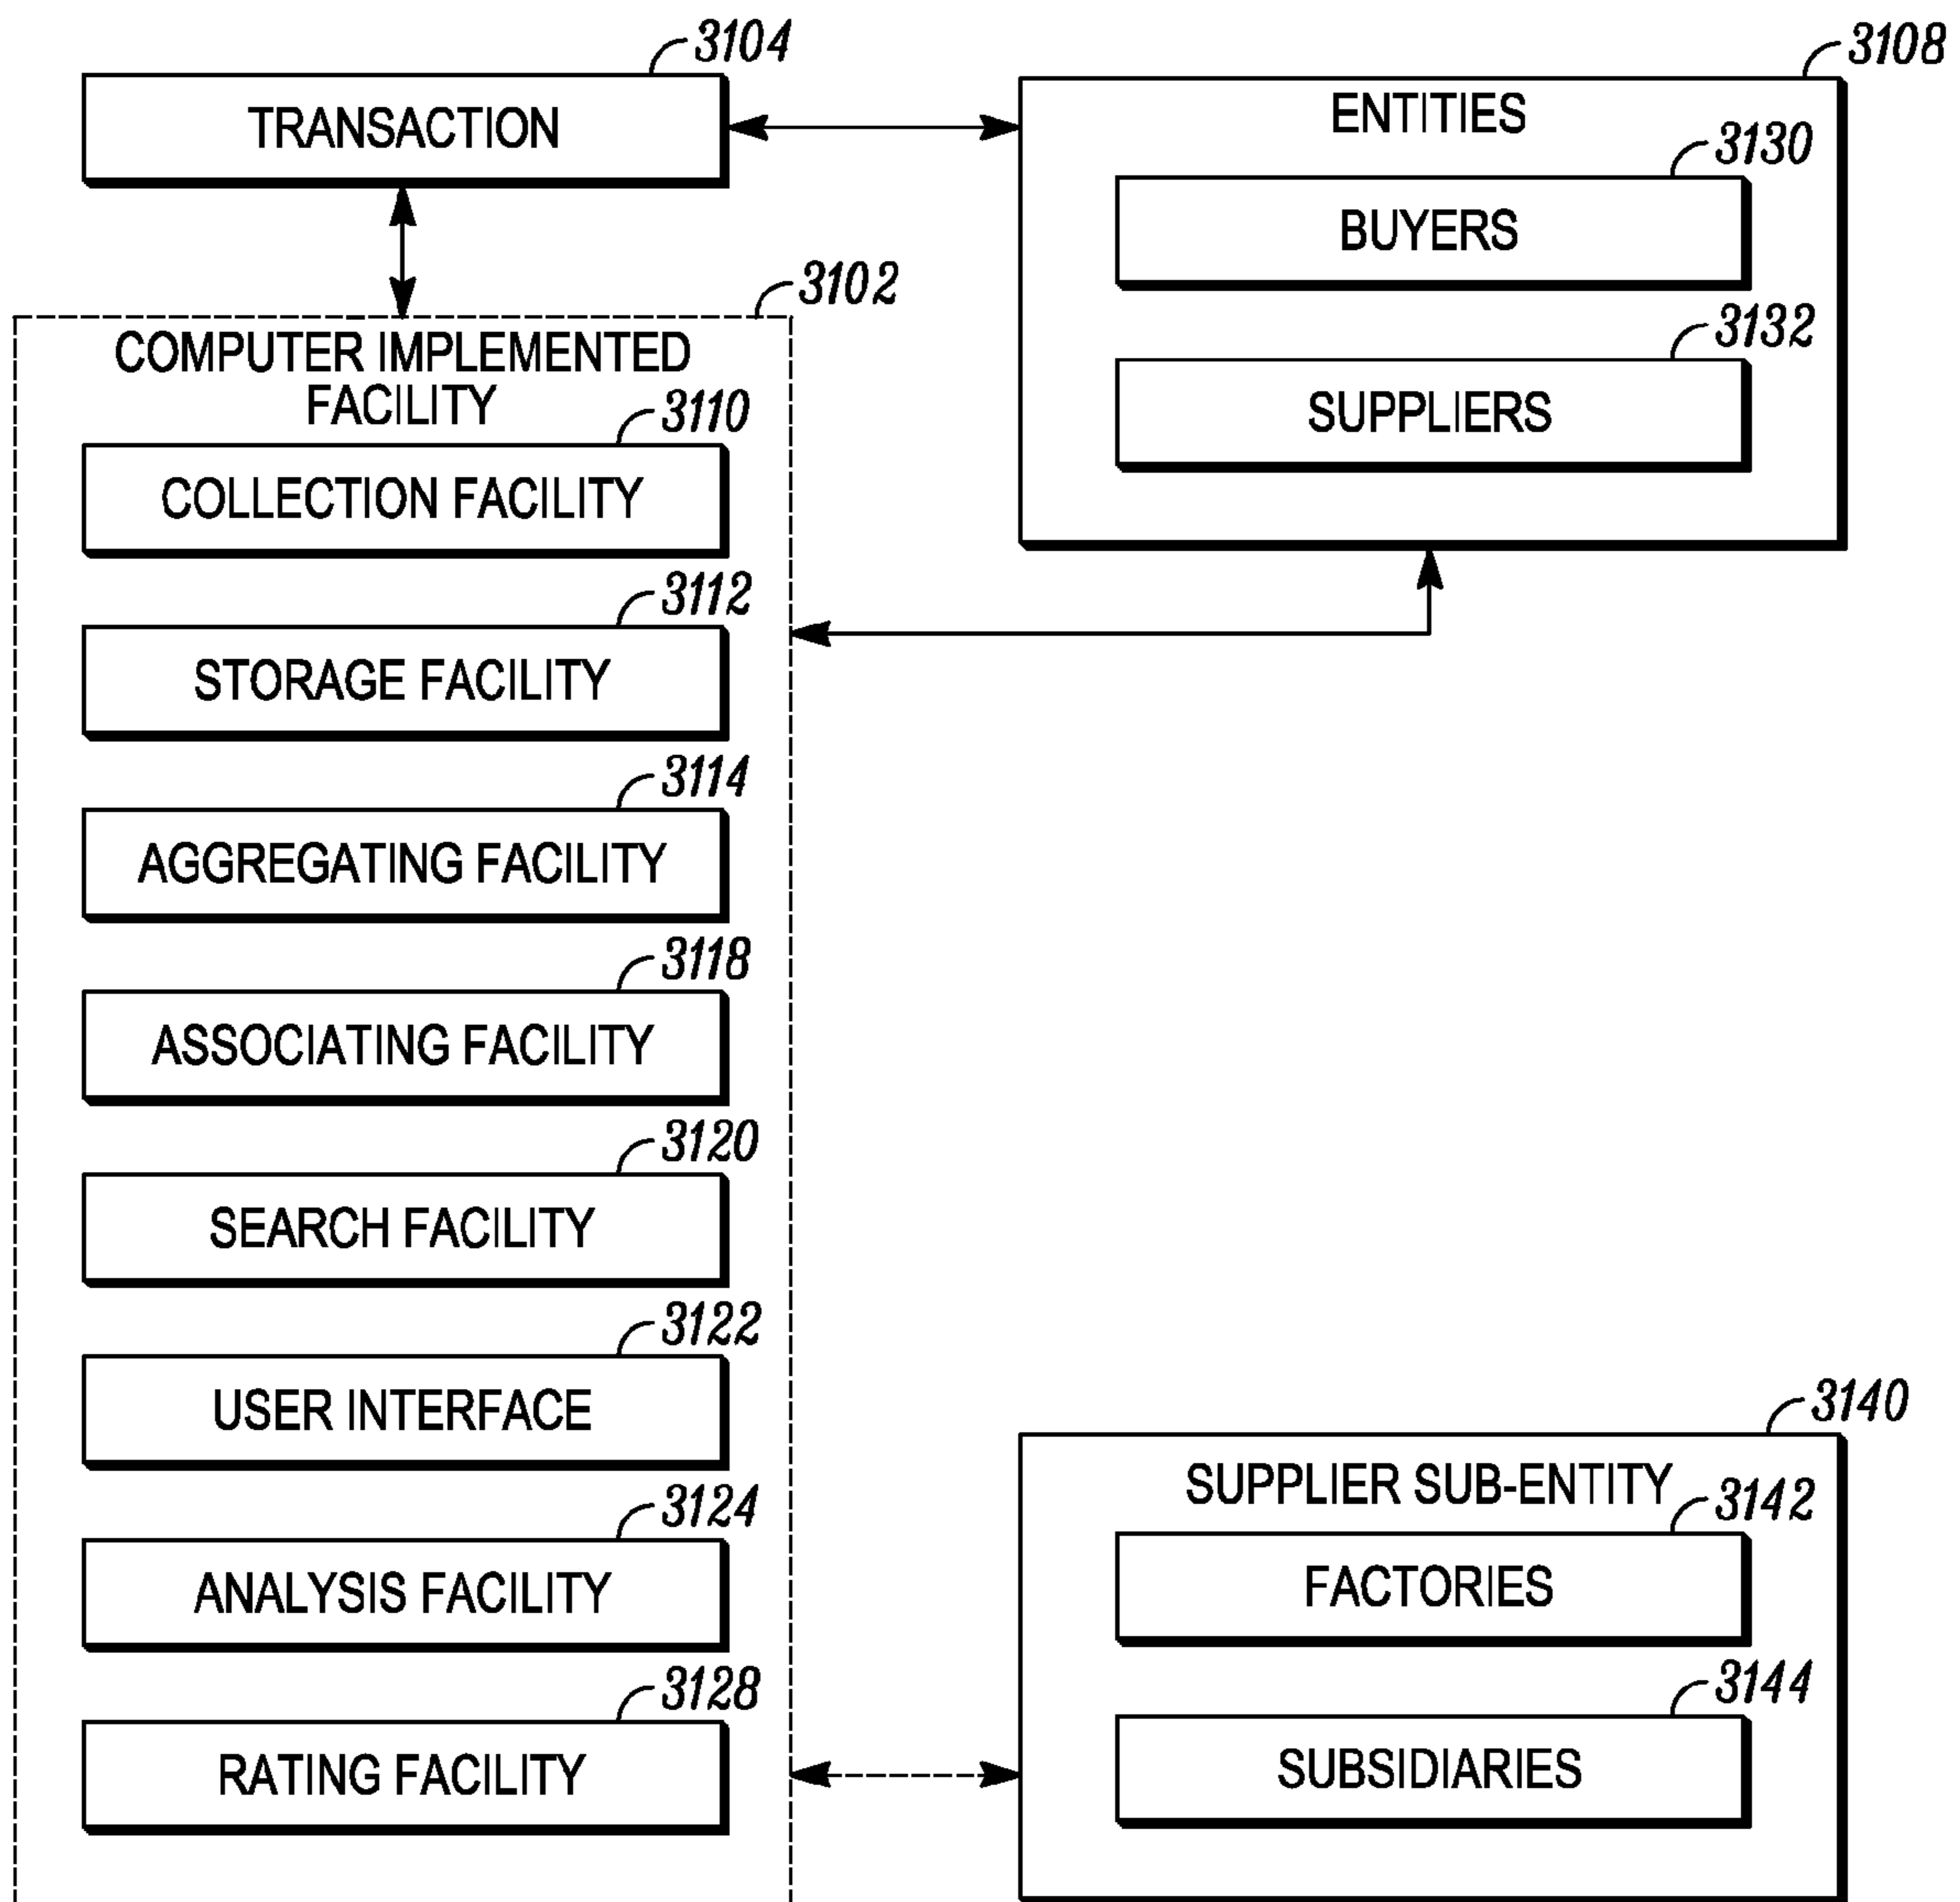 3104
TRANSACTION
3108
ENTITIES
3130
BUYERS
3132
SUPPLIERS
3102
COMPUTER IMPLEMENTED
FACILITY
3110
COLLECTION FACILITY
3112
STORAGE FACILITY
3114
AGGREGATING FACILITY
3118
ASSOCIATING FACILITY
3120
SEARCH FACILITY
3122
USER INTERFACE
3124
ANALYSIS FACILITY
3128
RATING FACILITY
3140
SUPPLIER SUB-ENTITY
3142
FACTORIES
3144
SUBSIDIARIES